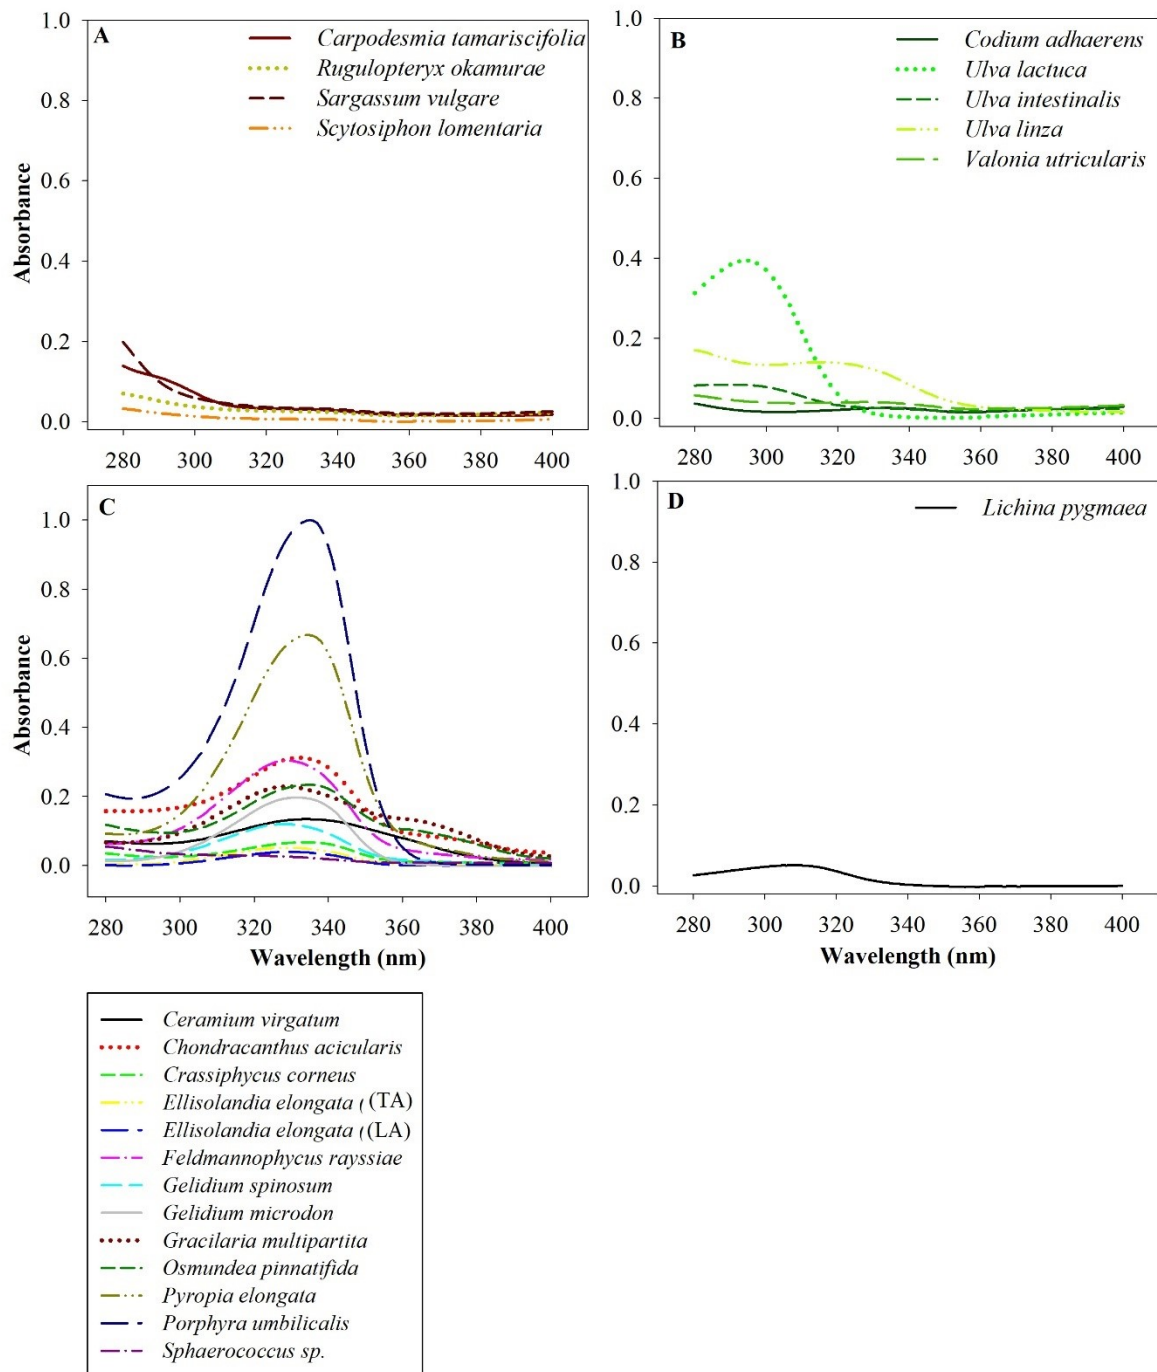 A
Carpodesmia tamariscifolia
Rugulopteryx okamurae
Sargassum vulgare
Scytosiphon lomentaria
1.0
0.8
0.6
0.4
0.2
0.0
Absorbance
280 300 320 340 360 380 400
B
Codium adhaerens
Ulva lactuca
Ulva intestinalis
Ulva linza
Valonia utricularis
1.0
0.8
0.6
0.4
0.2
0.0
280 300 320 340 360 380 400
C
1.0
0.8
0.6
0.4
0.2
0.0
Absorbance
280 300 320 340 360 380 400
Wavelength (nm)
D
Lichina pygmaea
1.0
0.8
0.6
0.4
0.2
0.0
280 300 320 340 360 380 400
Wavelength (nm)
Ceramium virgatum
Chondracanthus acicularis
Crassiphycus corneus
Ellisolandia elongata ((TA)
Ellisolandia elongata ((LA)
Feldmannophycus rayssiae
Gelidium spinosum
Gelidium microdon
Gracilaria multipartita
Osmundea pinnatifida
Pyropia elongata
Porphyra umbilicalis
Sphaerococcus sp.